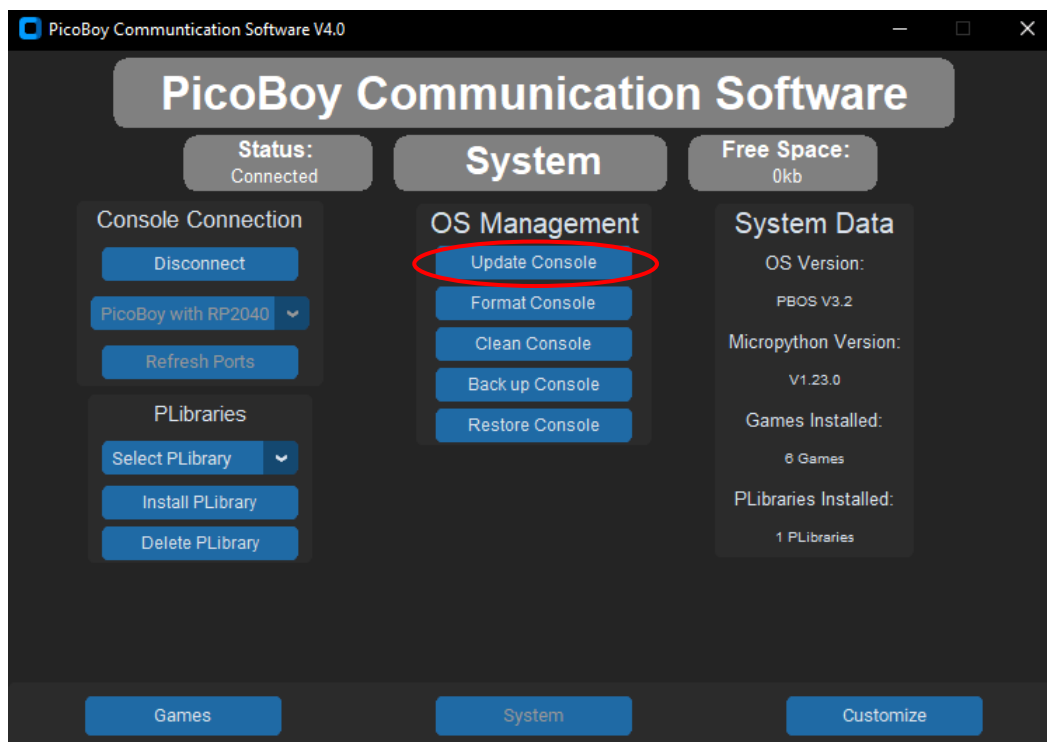 PicoBoy Communtication Software V4.0
PicoBoy Communication Software
Status:
Connected
System
Free Space:
0kb
Console Connection
Disconnect
PicoBoy with RP2040
Refresh Ports
PLibraries
Select PLibrary
Install PLibrary
Delete PLibrary
OS Management
Update Console
Format Console
Clean Console
Back up Console
Restore Console
System Data
OS Version:
PBOS V3.2
Micropython Version:
V1.23.0
Games Installed:
6 Games
PLibraries Installed:
1 PLibraries
Games
System
Customize